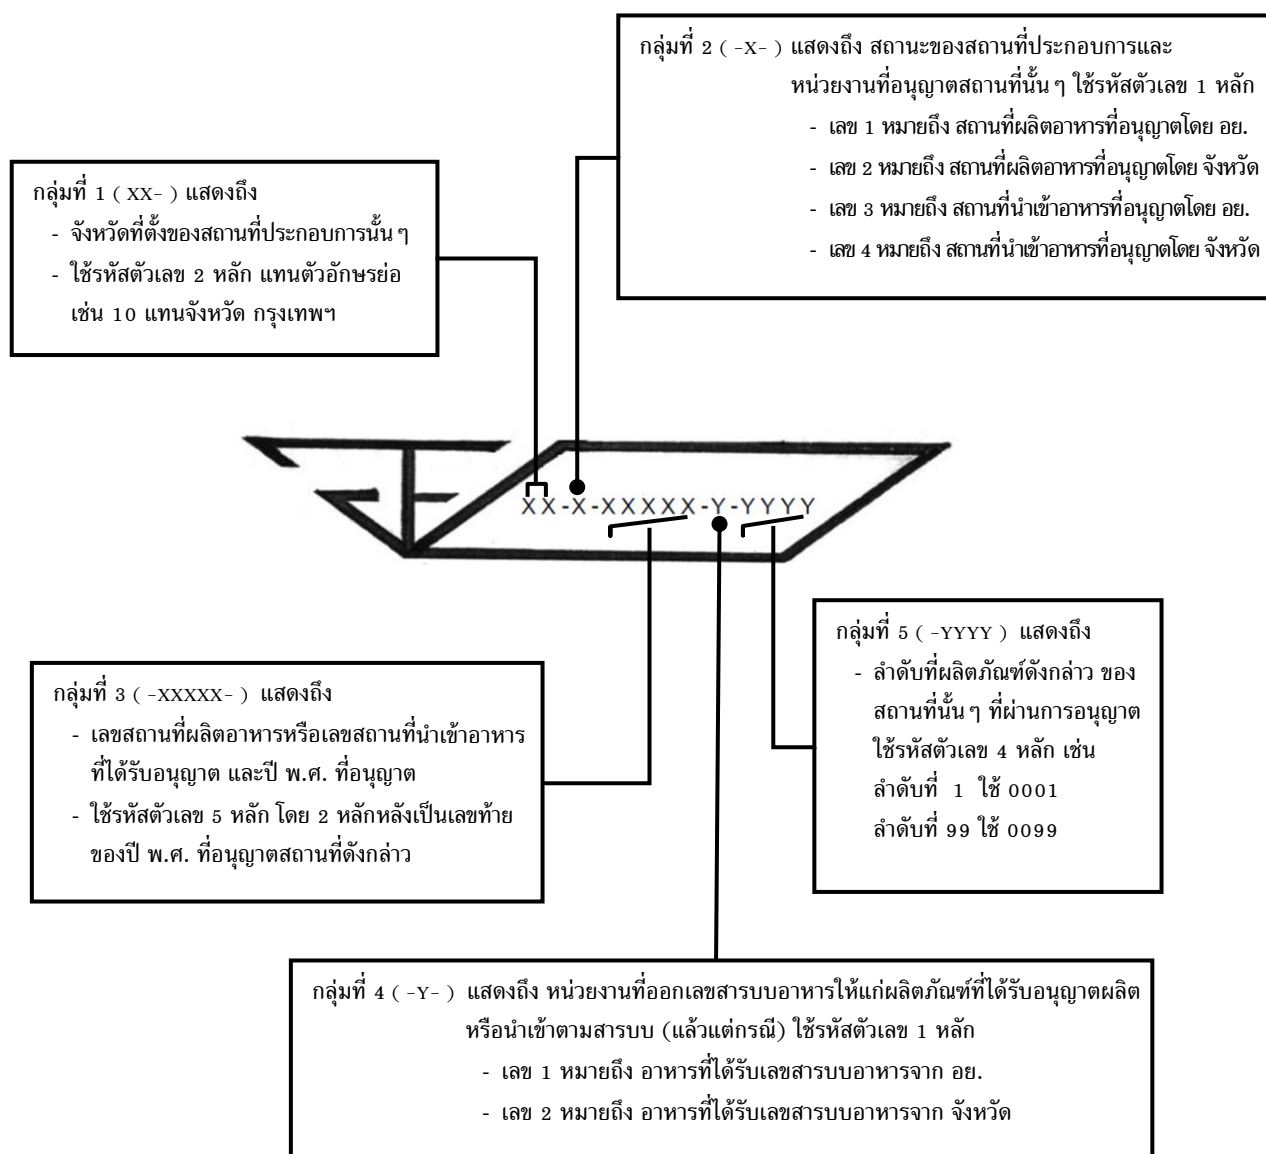 กลุ่มที่ 2 ( -X- ) แสดงถึง สถานะของสถานที่ประกอบการและ
หน่วยงานที่อนุญาตสถานที่นั้น ๆ ใช้รหัสตัวเลข 1 หลัก
- เลข 1 หมายถึง สถานที่ผลิตอาหารที่อนุญาตโดย อย.
- เลข 2 หมายถึง สถานที่ผลิตอาหารที่อนุญาตโดย จังหวัด
- เลข 3 หมายถึง สถานที่นำเข้าอาหารที่อนุญาตโดย อย.
- เลข 4 หมายถึง สถานที่นำเข้าอาหารที่อนุญาตโดย จังหวัด
กลุ่มที่ 1 ( XX- ) แสดงถึง
- จังหวัดที่ตั้งของสถานที่ประกอบการนั้น ๆ
- ใช้รหัสตัวเลข 2 หลัก แทนตัวอักษรย่อ
เช่น 10 แทนจังหวัด กรุงเทพฯ
XX-X-XXXXX-Y-YYYY
กลุ่มที่ 5 ( -YYYY ) แสดงถึง
- ลำดับที่ผลิตภัณฑ์ดังกล่าว ของ
สถานที่นั้น ๆ ที่ผ่านการอนุญาต
ใช้รหัสตัวเลข 4 หลัก เช่น
ลำดับที่ 1 ใช้ 0001
ลำดับที่ 99 ใช้ 0099
กลุ่มที่ 3 ( -XXXXX- ) แสดงถึง
- เลขสถานที่ผลิตอาหารหรือเลขสถานที่นำเข้าอาหาร
ที่ได้รับอนุญาต และปี พ.ศ. ที่อนุญาต
- ใช้รหัสตัวเลข 5 หลัก โดย 2 หลักหลังเป็นเลขท้าย
ของปี พ.ศ. ที่อนุญาตสถานที่ดังกล่าว
กลุ่มที่ 4 ( -Y- ) แสดงถึง หน่วยงานที่ออกเลขสารบบอาหารให้แก่ผลิตภัณฑ์ที่ได้รับอนุญาตผลิต
หรือนำเข้าตามสารบบ (แล้วแต่กรณี) ใช้รหัสตัวเลข 1 หลัก
- เลข 1 หมายถึง อาหารที่ได้รับเลขสารบบอาหารจาก อย.
- เลข 2 หมายถึง อาหารที่ได้รับเลขสารบบอาหารจาก จังหวัด